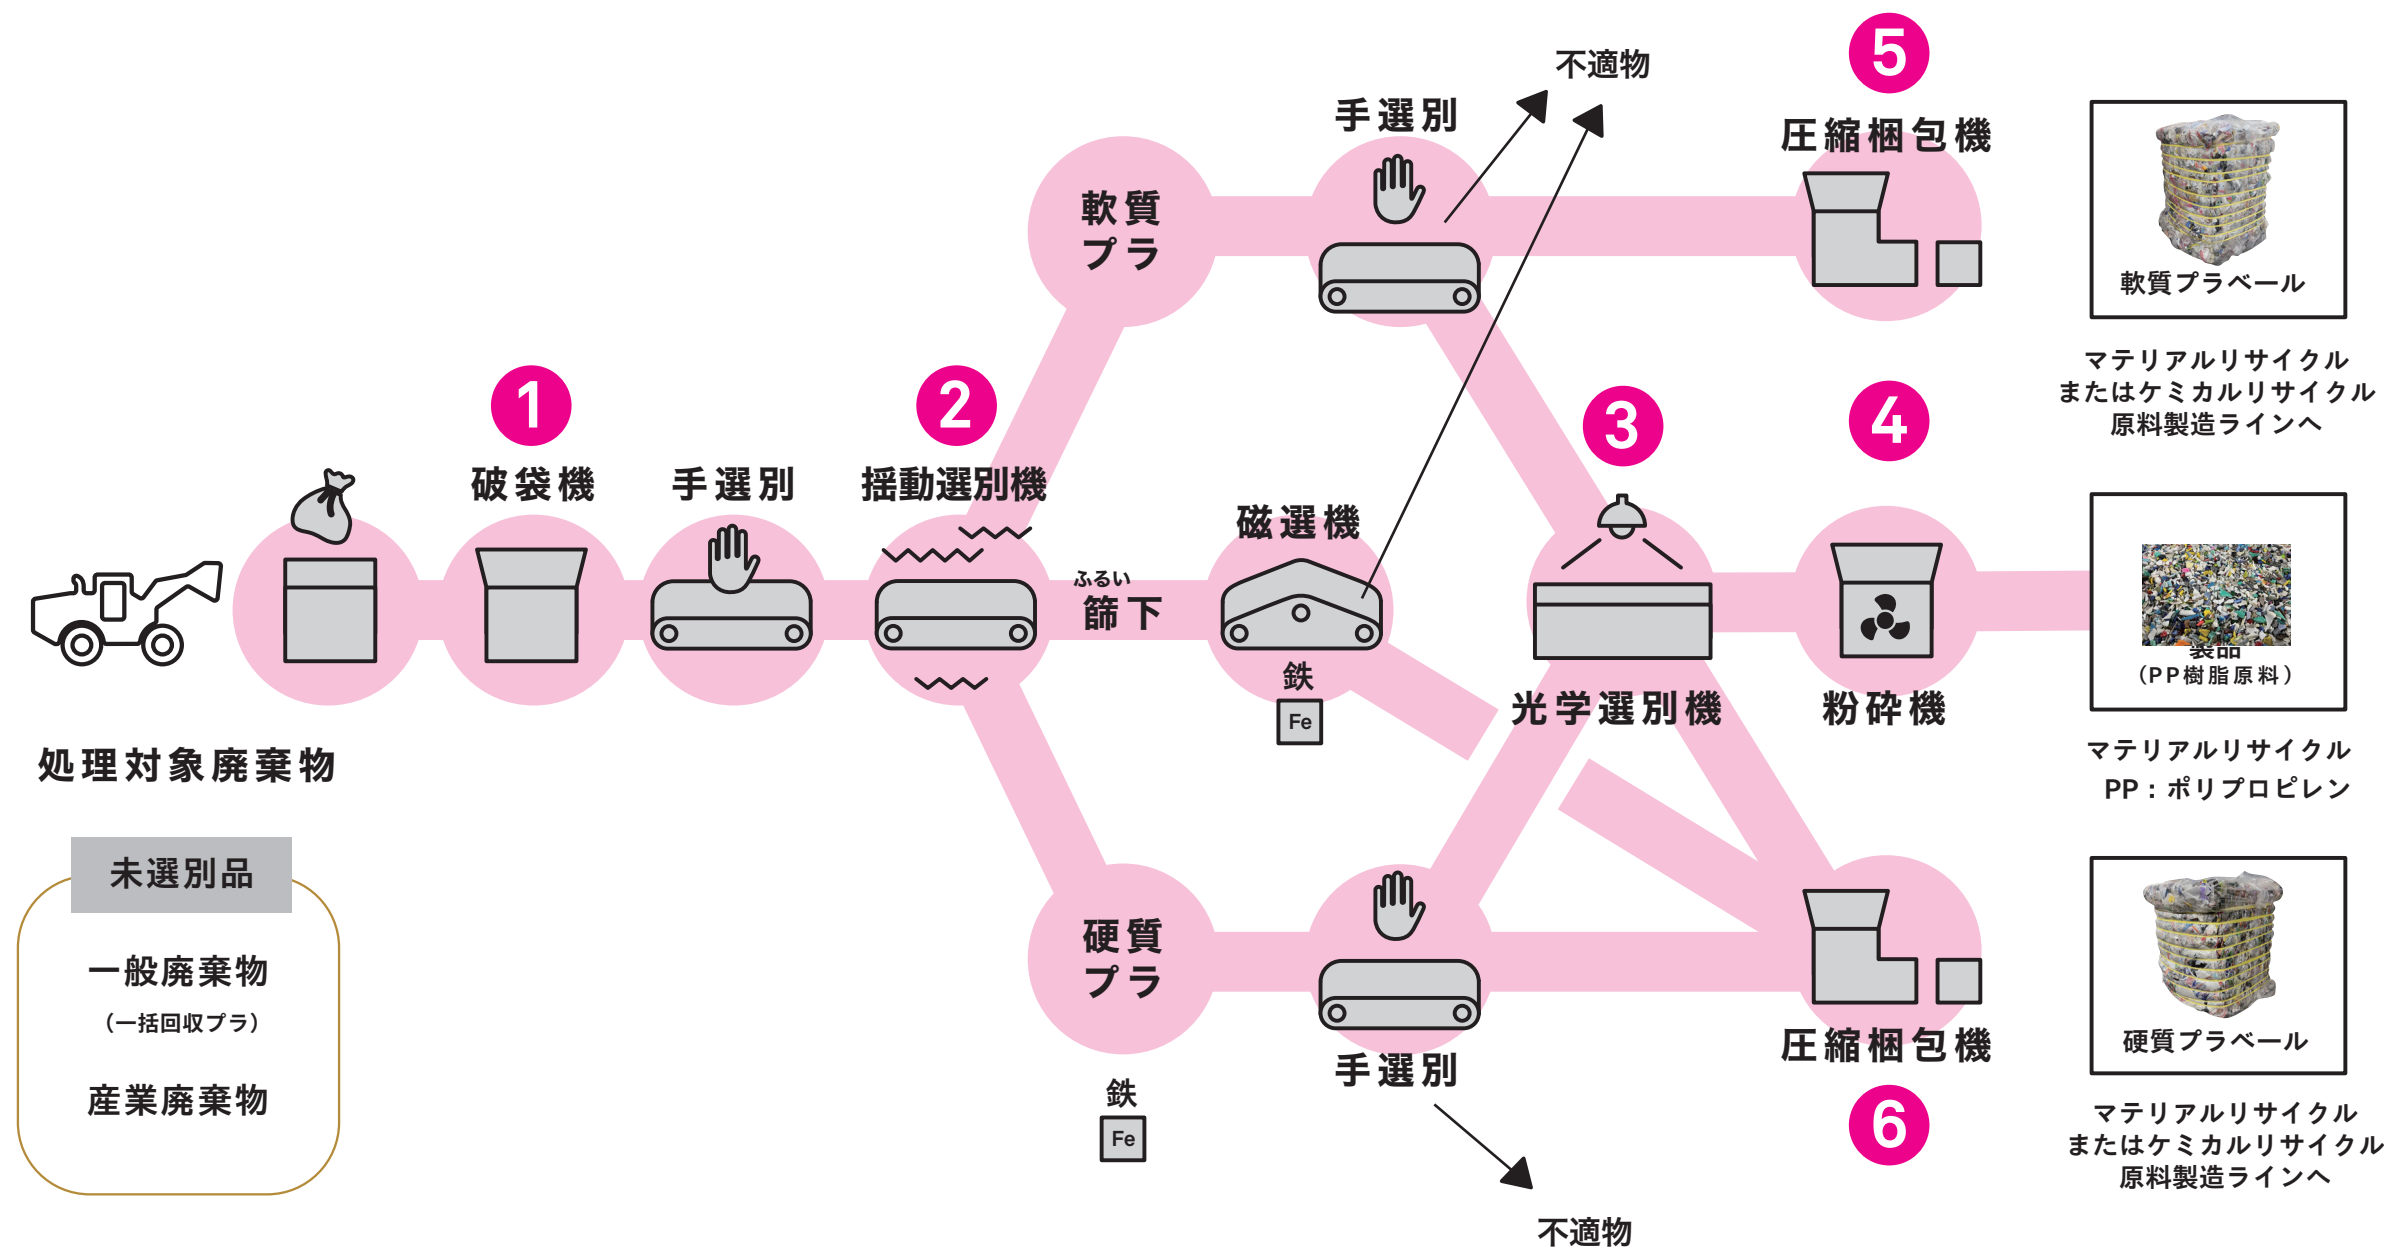 不適物
5
手選別
圧縮梱包機
軟質
プラ
軟質プラベール
マテリアルリサイクル
またはケミカルリサイクル
原料製造ラインへ
1
2
3
4
破袋機
手選別
揺動選別機
磁選機
ふるい
篩下
鉄
Fe
光学選別機
粉砕機
製品
（PP樹脂原料）
マテリアルリサイクル
PP：ポリプロピレン
処理対象廃棄物
未選別品
一般廃棄物
（一括回収プラ）
産業廃棄物
硬質
プラ
鉄
Fe
手選別
不適物
圧縮梱包機
6
硬質プラベール
マテリアルリサイクル
またはケミカルリサイクル
原料製造ラインへ